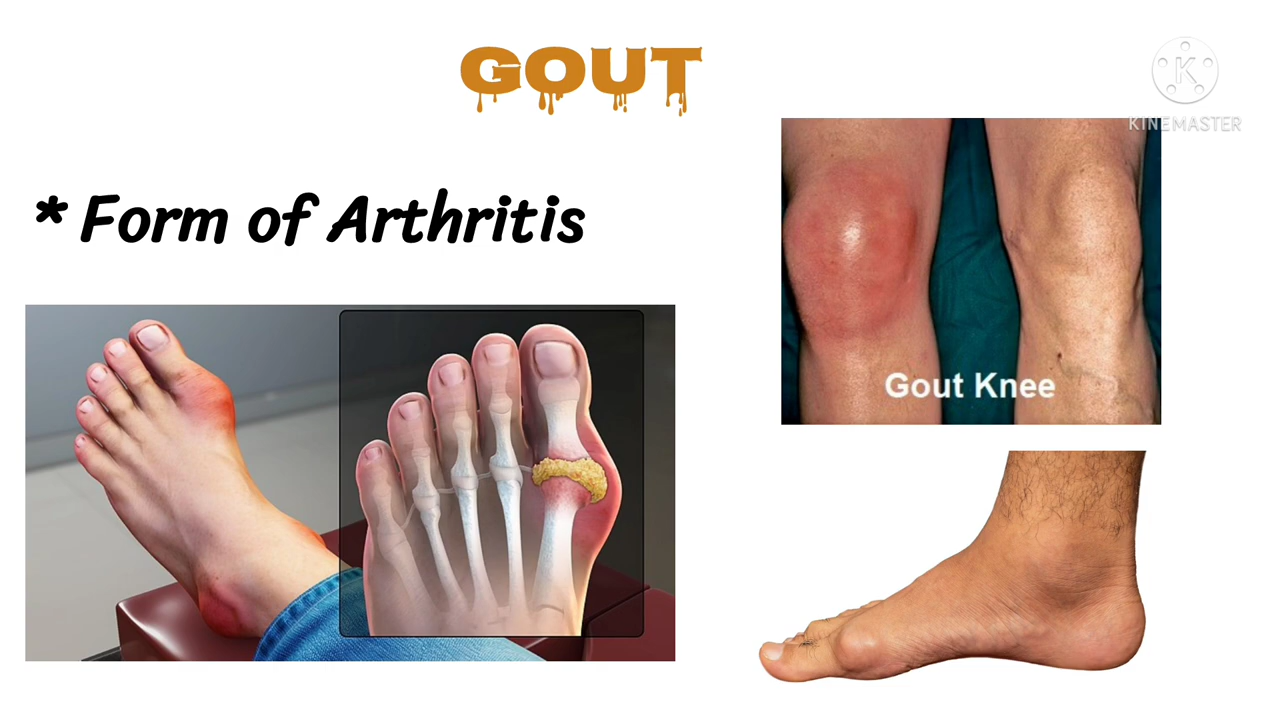 GOUT
K
KINEMASTER
* Form of Arthritis
Gout Knee